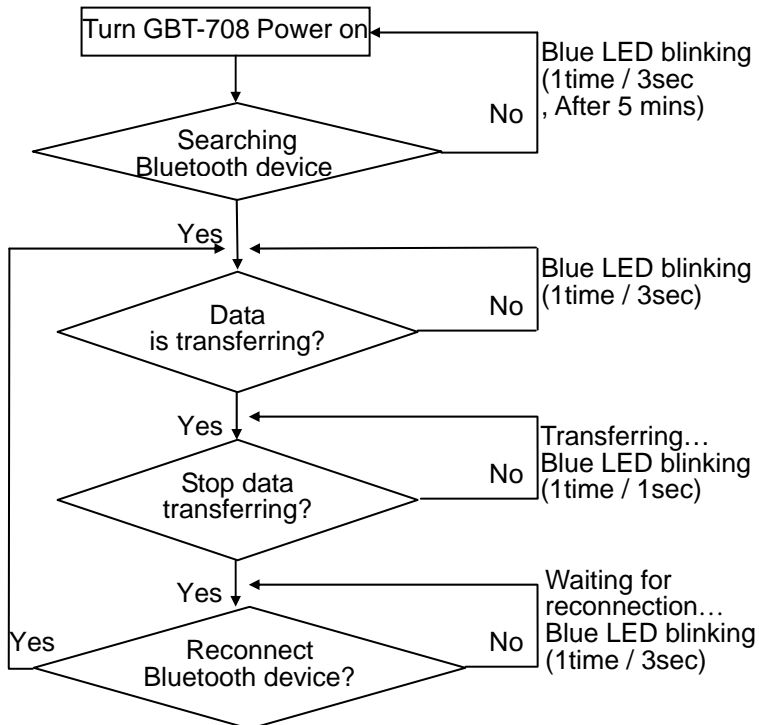 Turn GBT-708 Power on
Blue LED blinking
(1time / 3sec
, After 5 mins)
No
Searching
Bluetooth device
Yes
Blue LED blinking
(1time / 3sec)
No
Data
is transferring?
Yes
Transferring…
Blue LED blinking
(1time / 1sec)
No
Stop data
transferring?
Yes
Waiting for
reconnection…
Blue LED blinking
(1time / 3sec)
No
Yes
Reconnect
Bluetooth device?